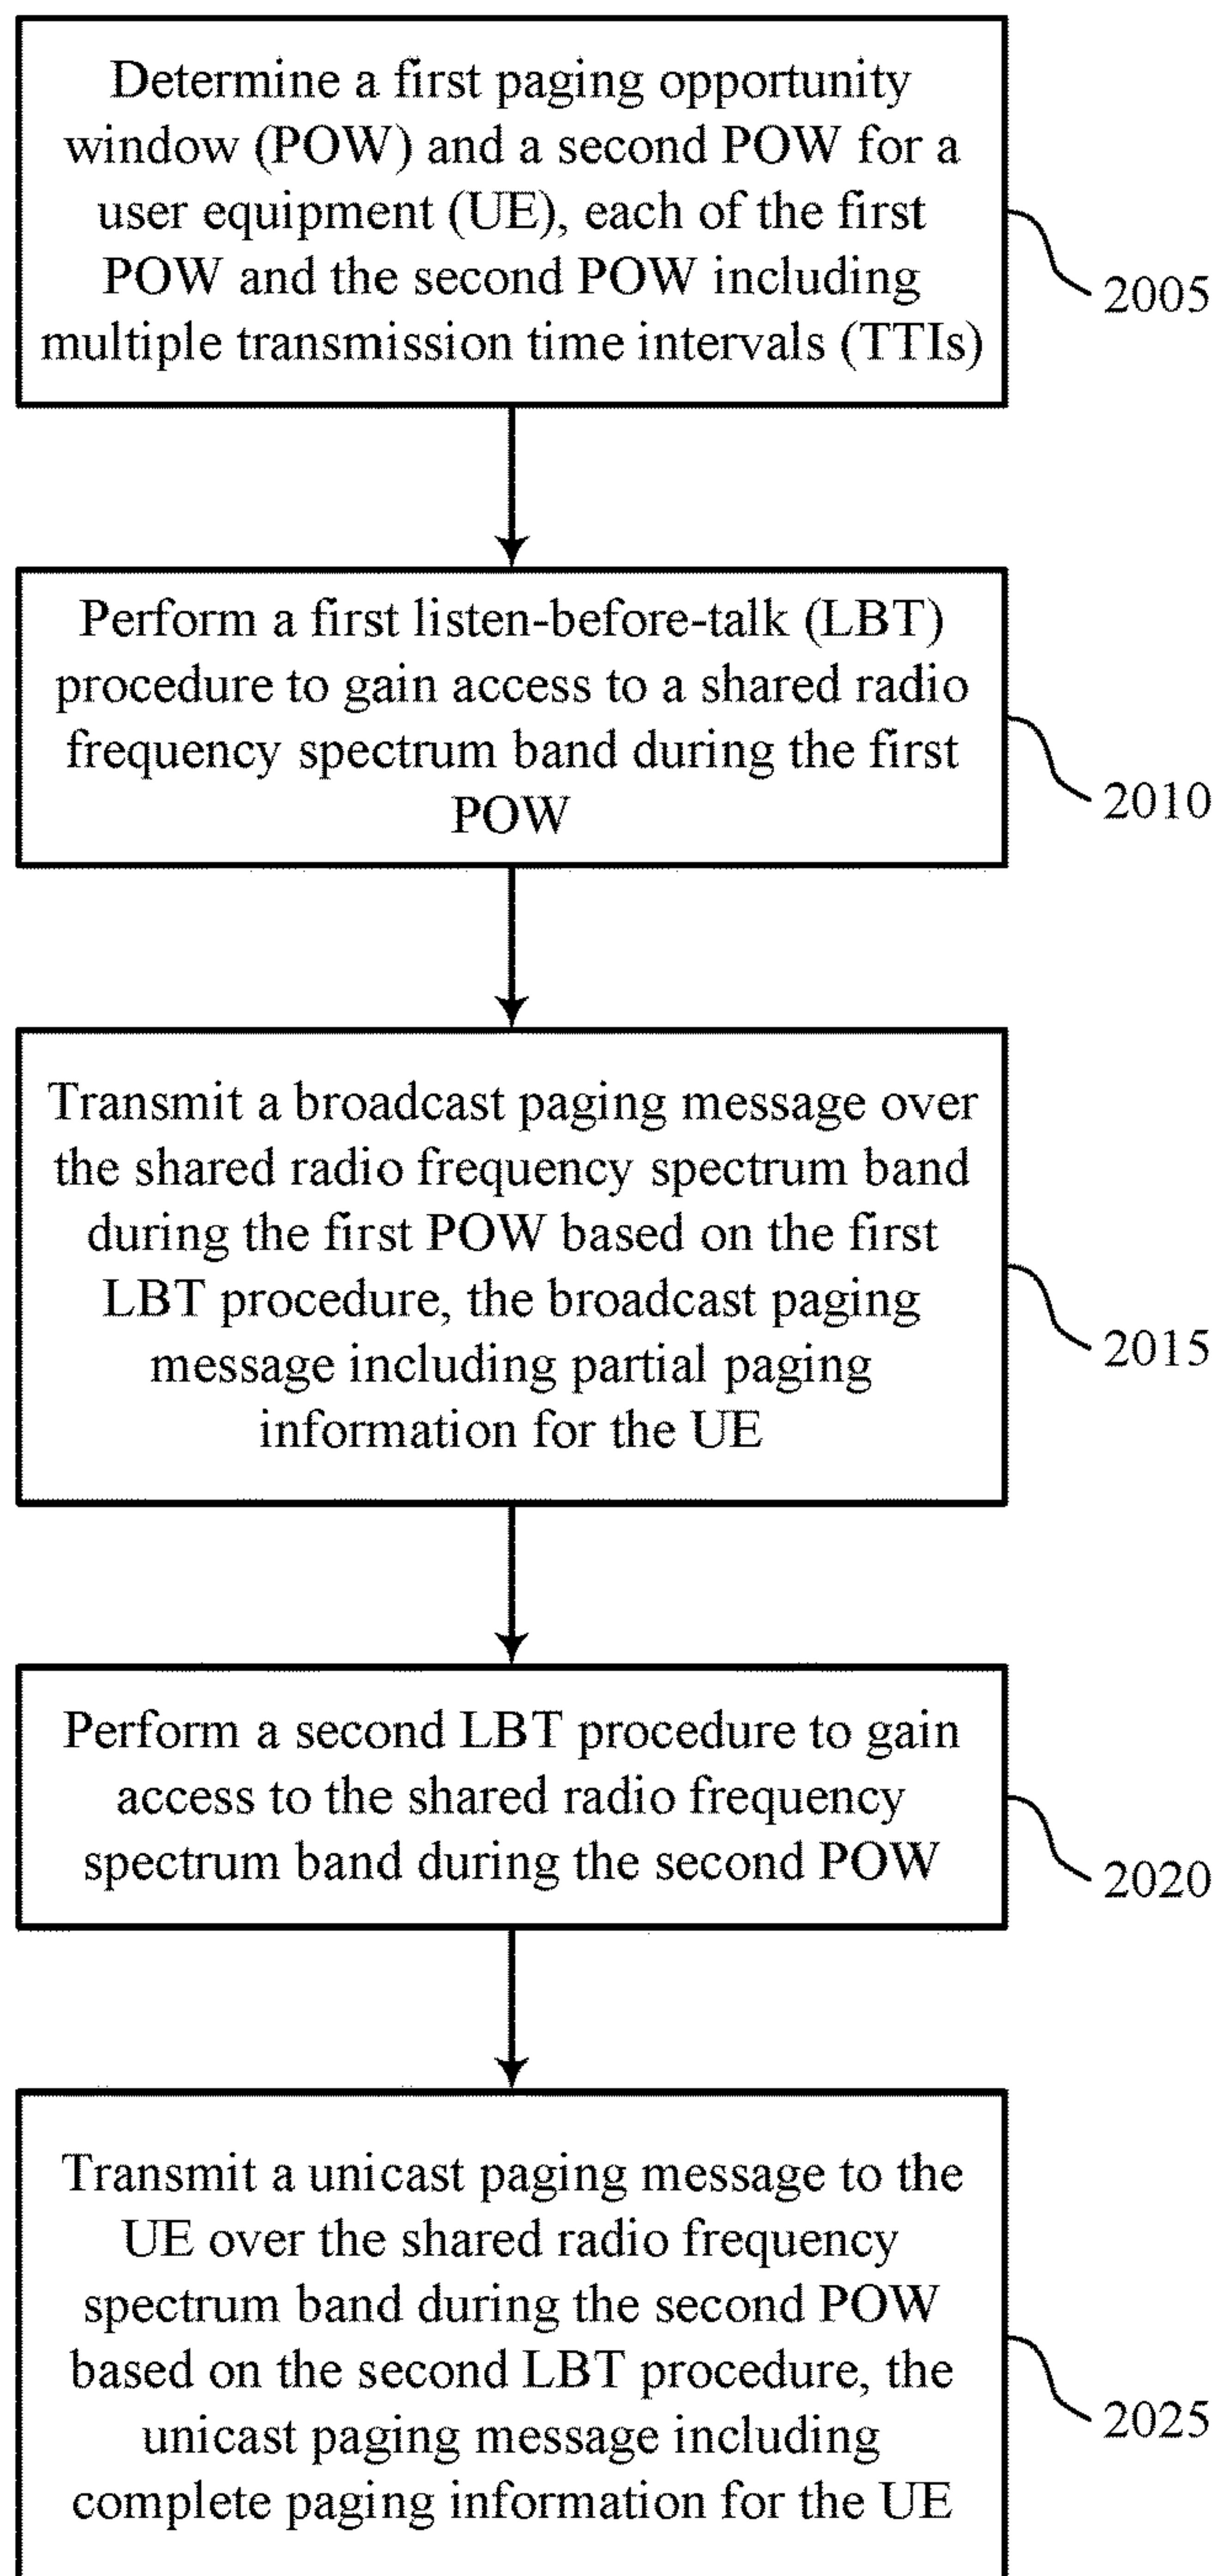 Determine a first paging opportunity
window (POW) and a second POW for a
user equipment (UE), each of the first
POW and the second POW including
multiple transmission time intervals (TTIs)
2005
Perform a first listen-before-talk (LBT)
procedure to gain access to a shared radio
frequency spectrum band during the first
POW
2010
Transmit a broadcast paging message over
the shared radio frequency spectrum band
during the first POW based on the first
LBT procedure, the broadcast paging
message including partial paging
information for the UE
2015
Perform a second LBT procedure to gain
access to the shared radio frequency
spectrum band during the second POW
2020
Transmit a unicast paging message to the
UE over the shared radio frequency
spectrum band during the second POW
based on the second LBT procedure, the
unicast paging message including
complete paging information for the UE
2025